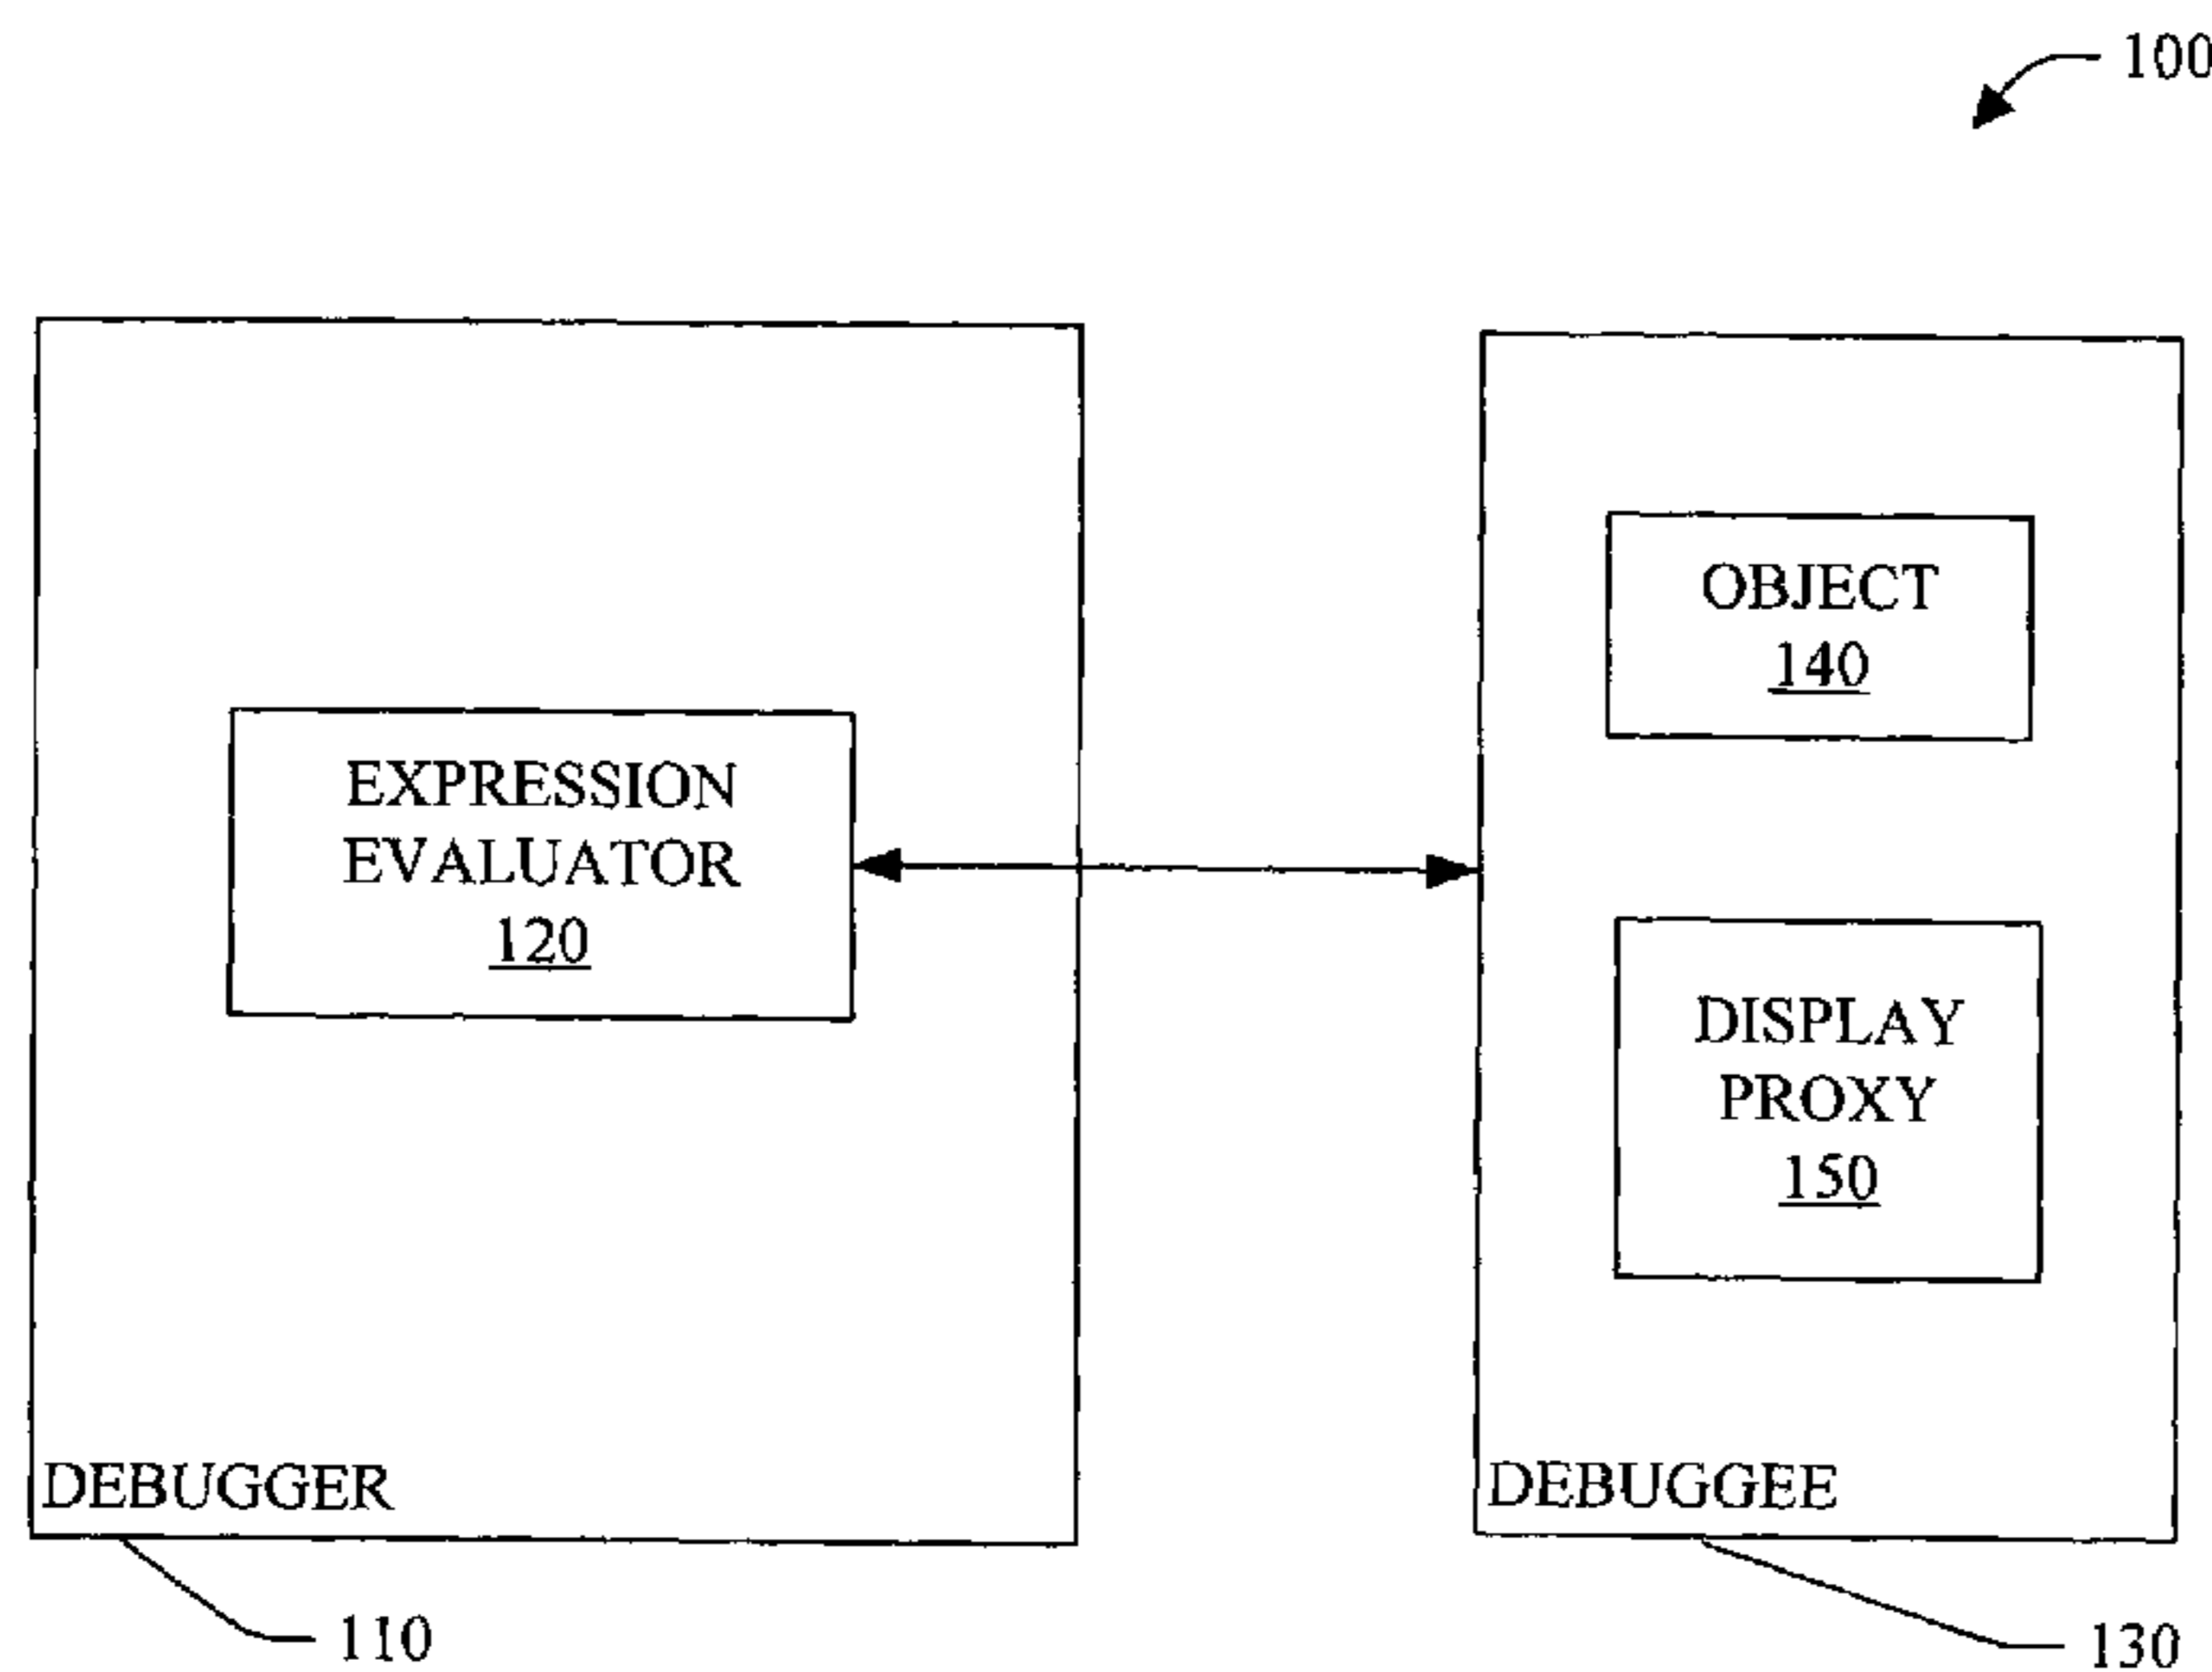 100
OBJECT
140
EXPRESSION
EVALUATOR
120
DISPLAY
PROXY
150
DEBUGGER
DEBUGGEE
110
130